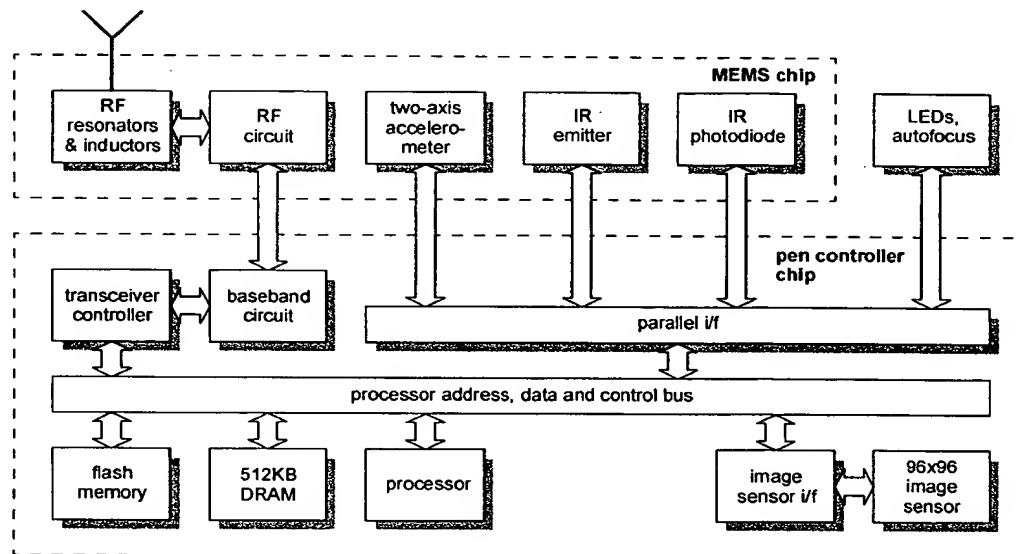 MEMS chip
RF
resonators
& inductors
RF
circuit
two-axis
accelero-
meter
IR
emitter
IR
photodiode
LEDs,
autofocus
pen controller
chip
transceiver
controller
baseband
circuit
parallel i/f
processor address, data and control bus
flash
memory
512KB
DRAM
processor
image
sensor i/f
96x96
image
sensor